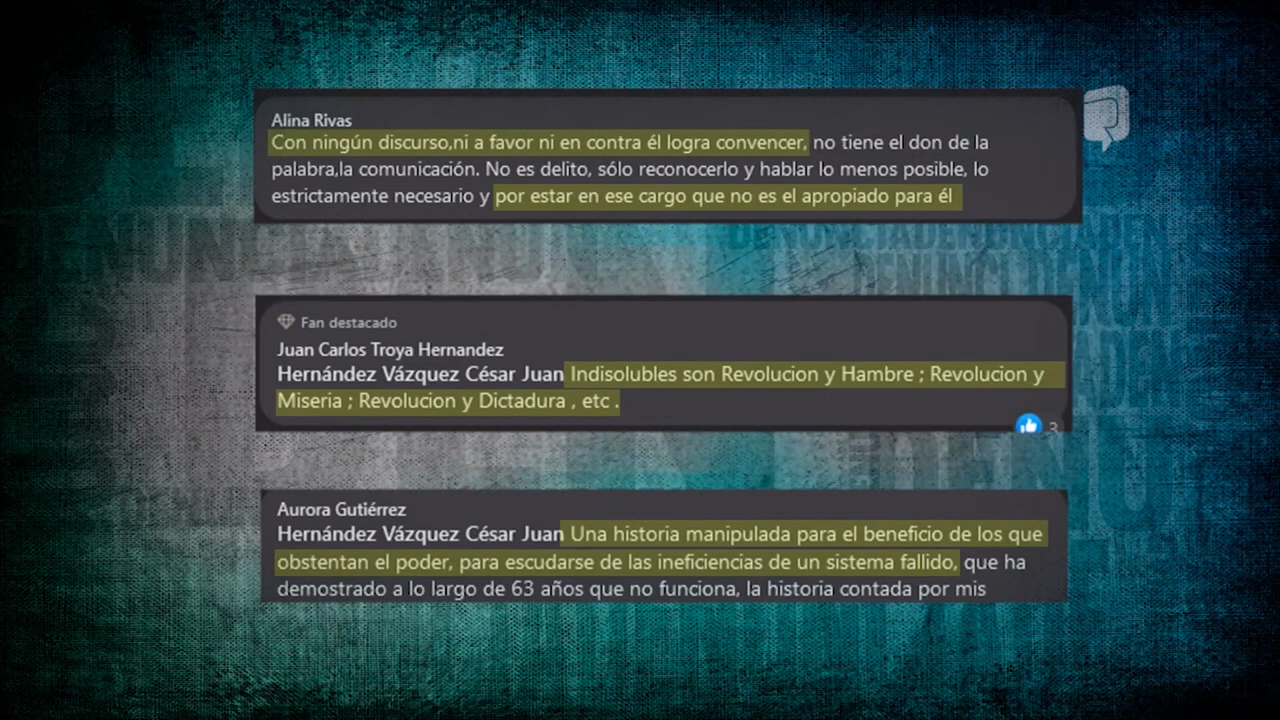 Alina Rivas
Con ningún discurso,ni a favor ni en contra él logra convencer, no tiene el don de la
palabra,la comunicación. No es delito, sólo reconocerlo y hablar lo menos posible, lo
estrictamente necesario y por estar en ese cargo que no es el apropiado para él
Fan destacado
Juan Carlos Troya Hernandez
Hernández Vázquez César Juan Indisolubles son Revolucion y Hambre ; Revolucion y
Miseria ; Revolucion y Dictadura , etc .
3
Aurora Gutiérrez
Hernández Vázquez César Juan Una historia manipulada para el beneficio de los que
obstentan el poder, para escudarse de las ineficiencias de un sistema fallido, que ha
demostrado a lo largo de 63 años que no funciona, la historia contada por mis